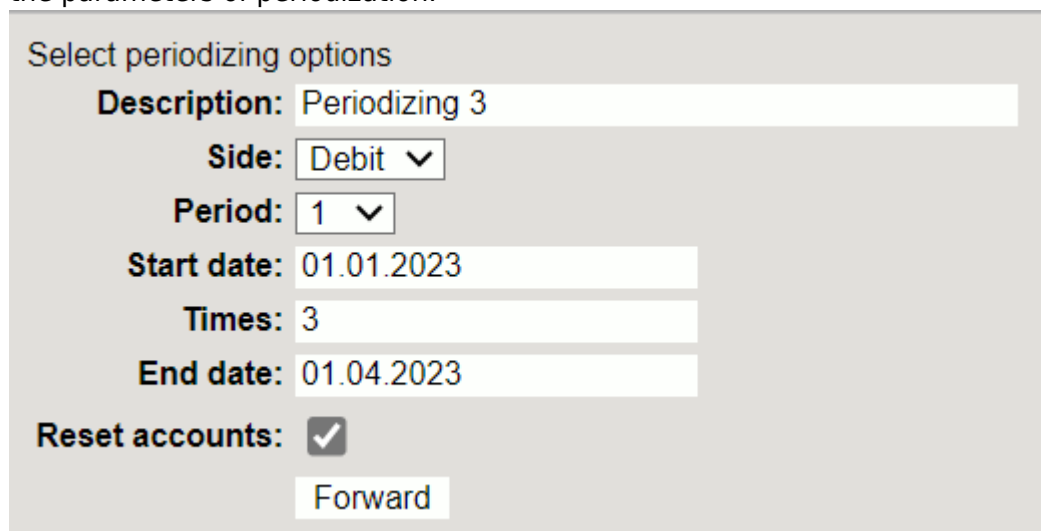 the parameters of periodization.
Select periodizing options
Description: Periodizing 3
Side: Debit
Period: 1
Start date: 01.01.2023
Times: 3
End date: 01.04.2023
Reset accounts:
Forward